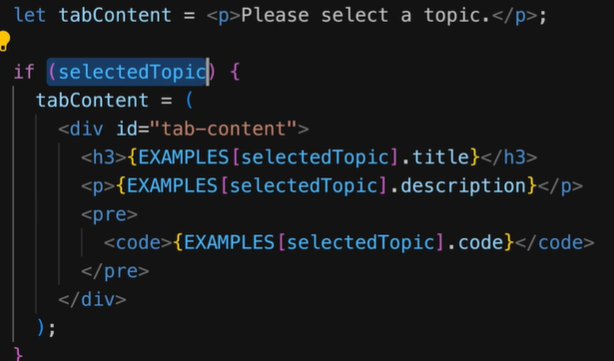 let tabContent = <p>Please select a topic.</p>;
if (selectedTopic) {
tabContent = (
<div id="tab-content">
<h3>{EXAMPLES[selectedTopic].title}</h3>
<p>{EXAMPLES[selectedTopic].description}</p>
<pre>
<code>{EXAMPLES[selectedTopic].code}</code>
</pre>
</div>
);
}